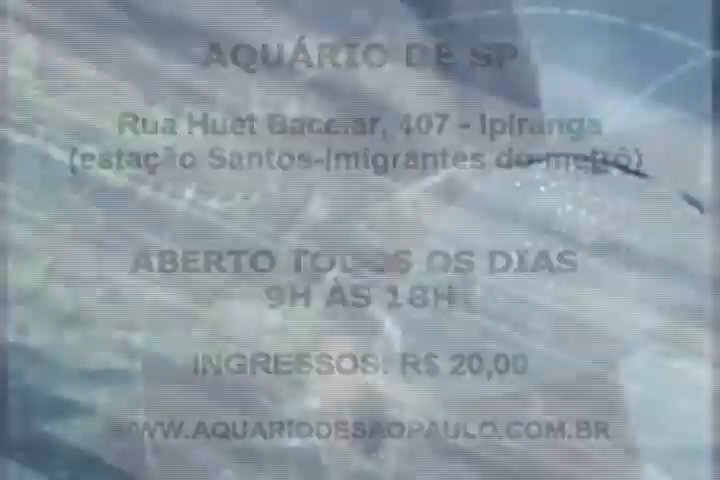 AQUÁRIO DE SP
Rua Huet Bacelar, 407 - Ipiranga
(estação Santos-Imigrantes do metrô)
ABERTO TODOS OS DIAS
9H ÀS 18H
INGRESSOS: R$ 20,00
WWW.AQUARIODESAOPAULO.COM.BR